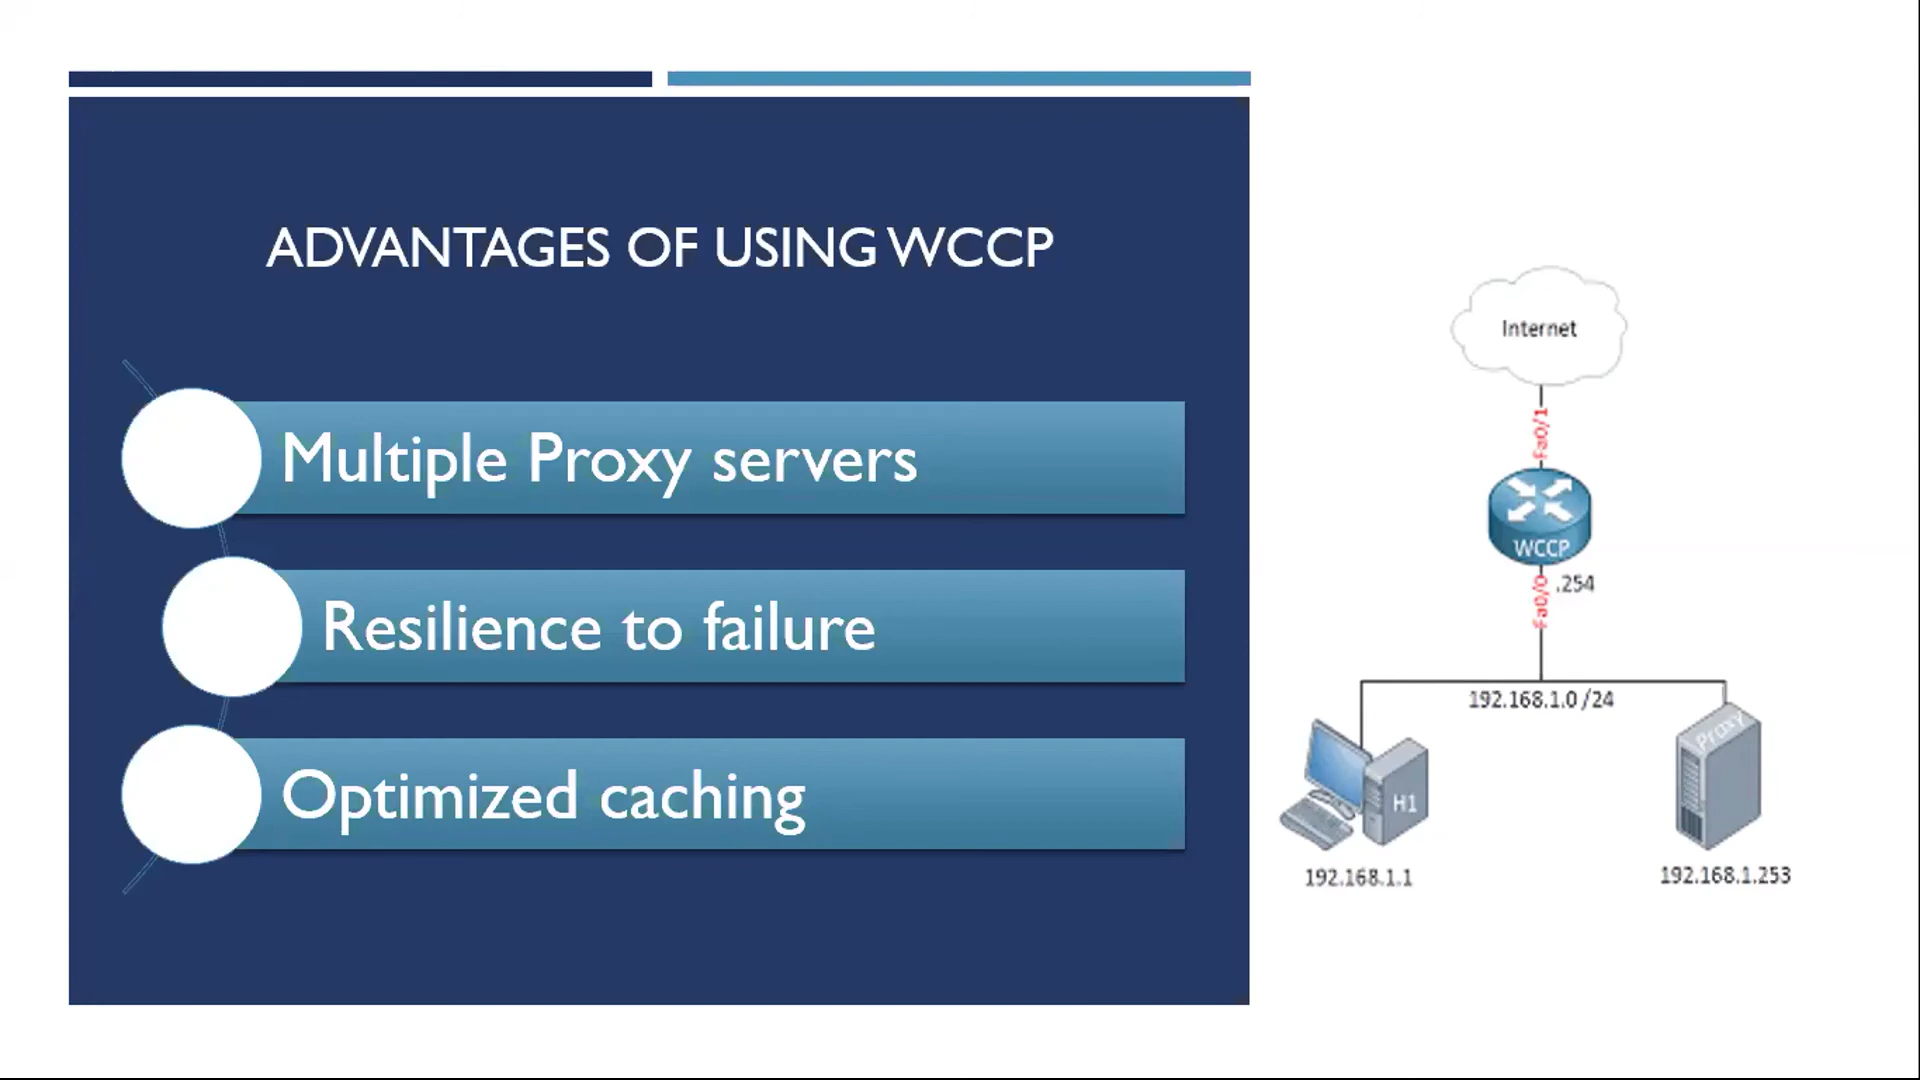 ADVANTAGES OF USING WCCP
Multiple Proxy servers
Resilience to failure
Optimized caching
Internet
Fa0/1
WCCP
.254
Fa0/0
192.168.1.0 /24
Proxy
H1
192.168.1.1
192.168.1.253